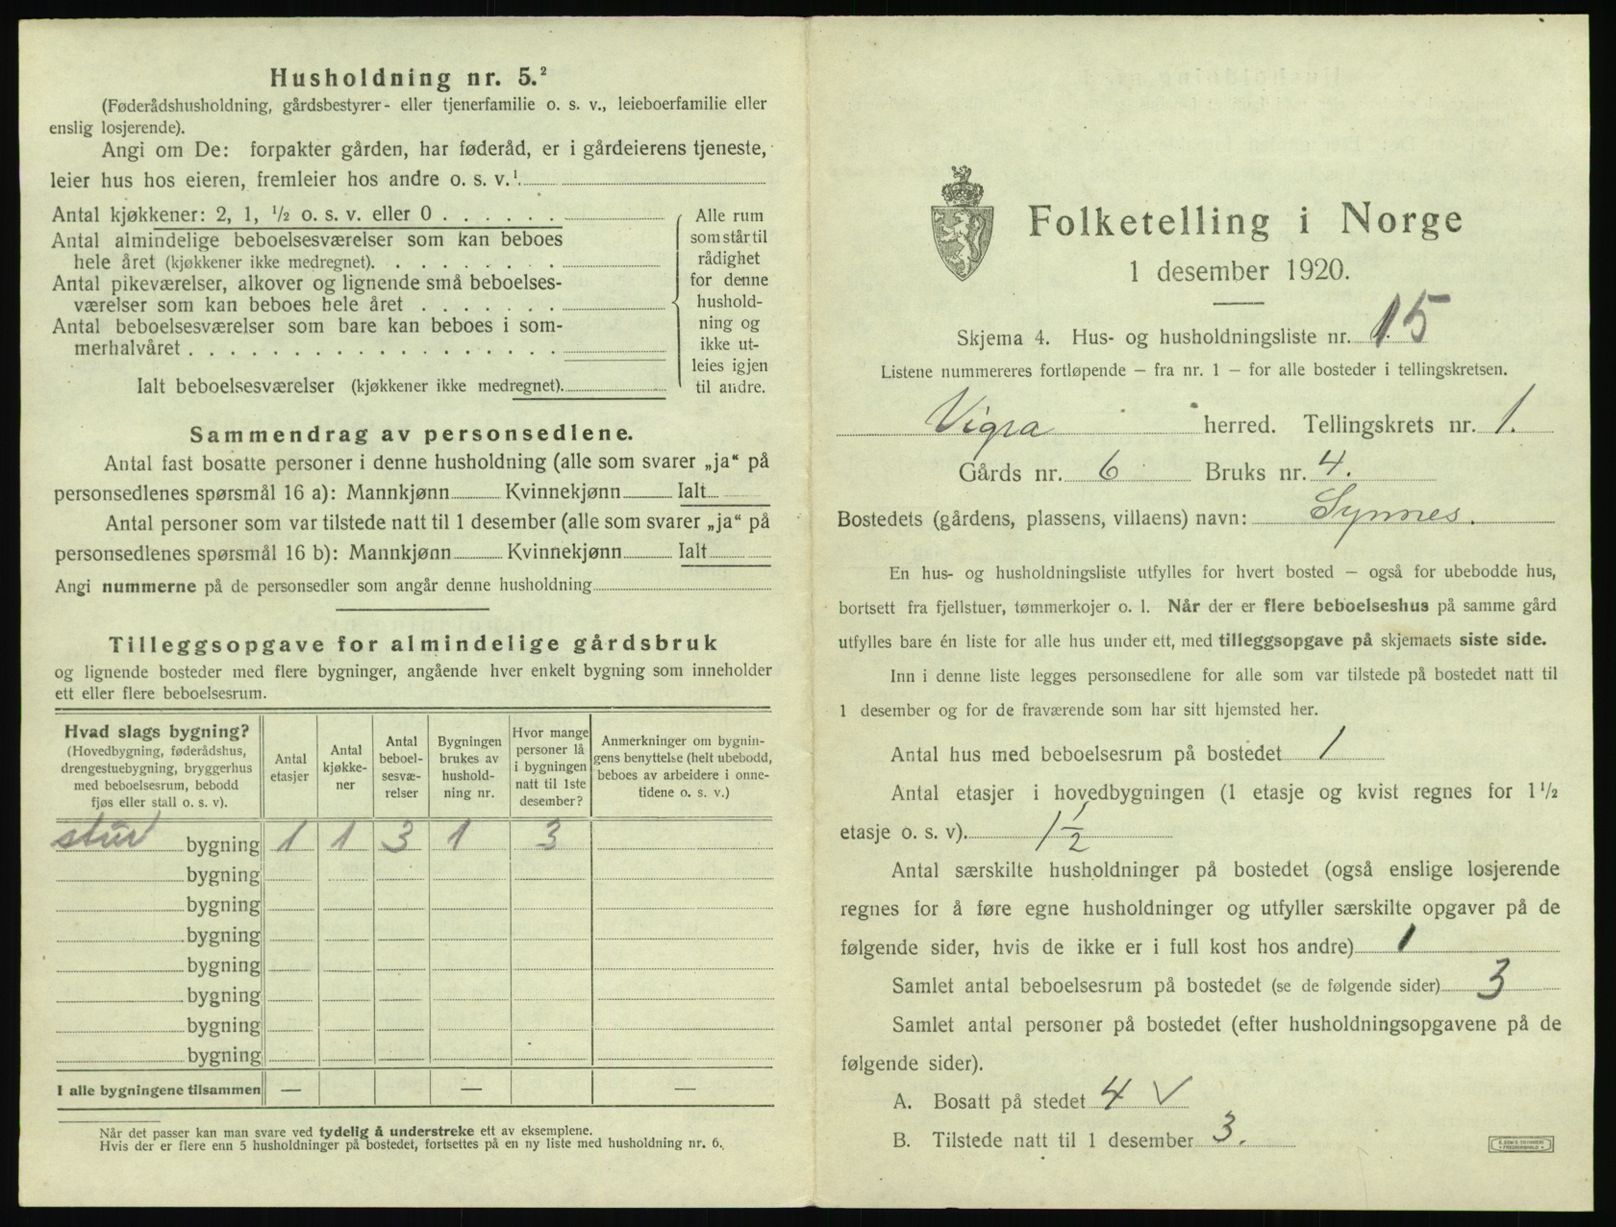 Husholdning nr. 5.²
(Føderådshusholdning, gårdsbestyrer- eller tjenerfamilie o. s. v., leieboerfamilie eller
enslig losjerende).
Angi om De: forpakter gården, har føderåd, er i gårdeierens tjeneste,
leier hus hos eieren, fremleier hos andre o. s. v.¹
Antal kjøkkener: 2, 1, ½ o. s. v. eller 0 . . . . . .
Antal almindelige beboelsesværelser som kan beboes
hele året (kjøkkener ikke medregnet). . . . . . . . .
Antal pikeværelser, alkover og lignende små beboelses-
værelser som kan beboes hele året . . . . . . .
Antal beboelsesværelser som bare kan beboes i som-
merhalvåret . . . . . . . . . . . . . . . . . .
Alle rum
som står til
rådighet
for denne
hushold-
ning og
ikke ut-
leies igjen
til andre.
Ialt beboelsesværelser (kjøkkener ikke medregnet).
Sammendrag av personsedlene.
Antal fast bosatte personer i denne husholdning (alle som svarer „ja“ på
personsedlenes spørsmål 16 a): Mannkjønn Kvinnekjønn Ialt
Antal personer som var tilstede natt til 1 desember (alle som svarer „ja“ på
personsedlenes spørsmål 16 b): Mannkjønn Kvinnekjønn Ialt
Angi nummerne på de personsedler som angår denne husholdning
Tilleggsopgave for almindelige gårdsbruk
og lignende bosteder med flere bygninger, angående hver enkelt bygning som inneholder
ett eller flere beboelsesrum.
Hvad slags bygning?
(Hovedbygning, føderådshus,
drengestuebygning, bryggerhus
med beboelsesrum, bebodd
fjøs eller stall o. s. v).
Antal
etasjer
Antal
kjøkke-
ner
Antal
beboel-
sesvæ-
relser
Bygningen
brukes av
hushold-
ning nr.
Hvor mange
personer lå
i bygningen
natt til 1ste
desember?
Anmerkninger om bygnin-
gens benyttelse (helt ubebodd,
beboes av arbeidere i onne-
tidene o. s. v.)
bygning 1 1 3 1 3
bygning
bygning
bygning
bygning
bygning
bygning
bygning
I alle bygningene tilsammen — — —
Når det passer kan man svare ved tydelig å understreke ett av eksemplene.
Hvis der er flere enn 5 husholdninger på bostedet, fortsettes på en ny liste med husholdning nr. 6.
Folketelling i Norge
1 desember 1920.
Skjema 4. Hus- og husholdningsliste nr. 15
Listene nummereres fortløpende – fra nr. 1 – for alle bosteder i tellingskretsen.
Vigra herred. Tellingskrets nr. 1.
Gårds nr. 6 Bruks nr. 4.
Bostedets (gårdens, plassens, villaens) navn: Synnes.
En hus- og husholdningsliste utfylles for hvert bosted – også for ubebodde hus,
bortsett fra fjellstuer, tømmerkojer o. l. Når der er flere beboelseshus på samme gård
utfylles bare én liste for alle hus under ett, med tilleggsopgave på skjemaets siste side.
Inn i denne liste legges personsedlene for alle som var tilstede på bostedet natt til
1 desember og for de fraværende som har sitt hjemsted her.
Antal hus med beboelsesrum på bostedet 1
Antal etasjer i hovedbygningen (1 etasje og kvist regnes for 1½
etasje o. s. v). 1½
Antal særskilte husholdninger på bostedet (også enslige losjerende
regnes for å føre egne husholdninger og utfyller særskilte opgaver på de
følgende sider, hvis de ikke er i full kost hos andre) 1
Samlet antal beboelsesrum på bostedet (se de følgende sider) 3
Samlet antal personer på bostedet (efter husholdningsopgavene på de
følgende sider).
A. Bosatt på stedet 4 √
B. Tilstede natt til 1 desember 3.